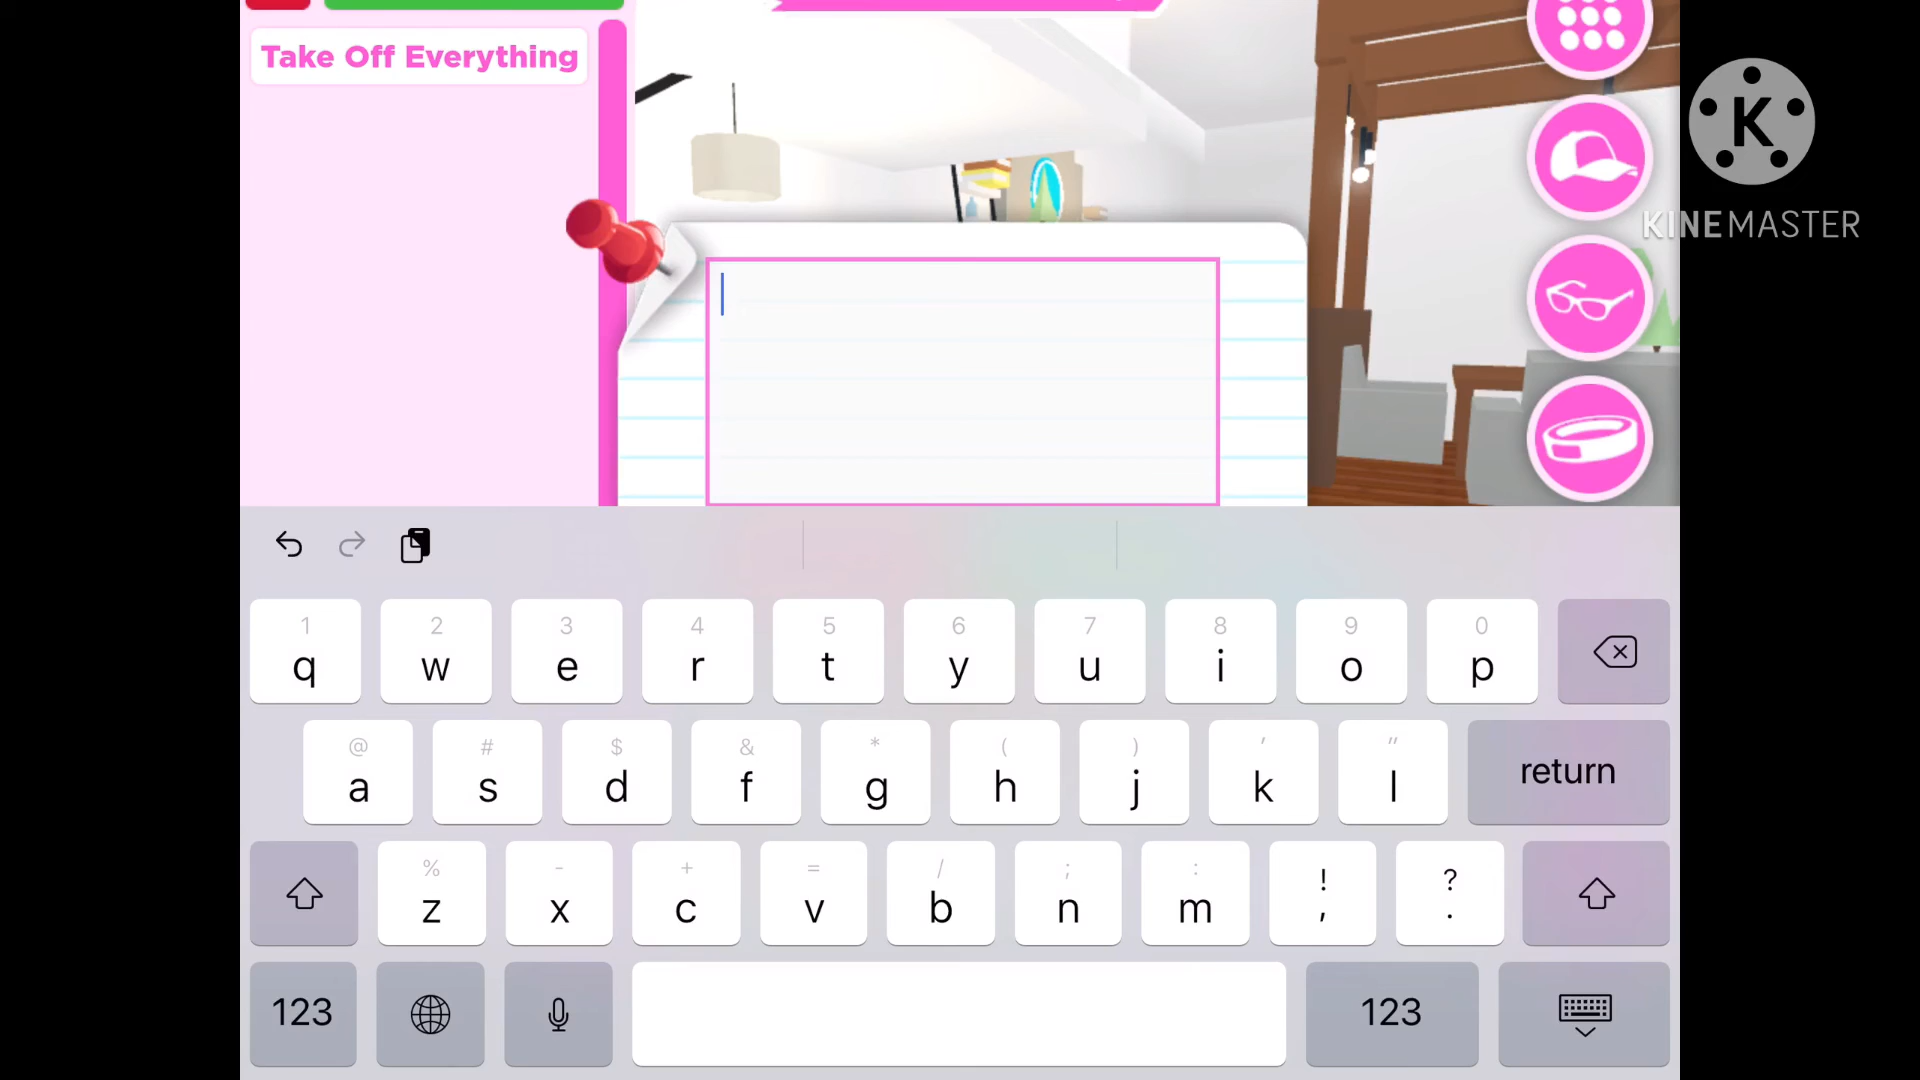 Take Off Everything
K
KINEMASTER
1 2 3 4 5 6 7 8 9 0
q w e r t y u i o p
@ # $ & * ( ) ' "
a s d f g h j k l return
% - + = / ; : ! ?
z x c v b n m , .
123 123